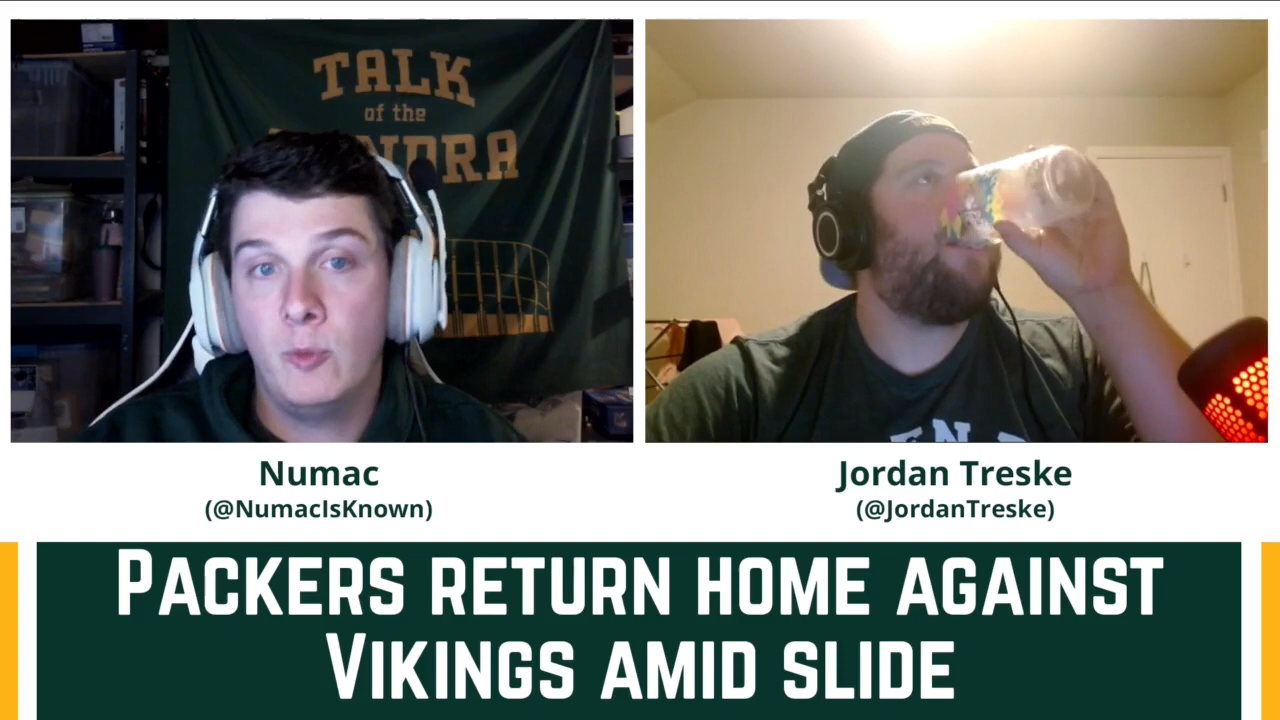 TALK
of the
Numac
(@NumacIsKnown)
Jordan Treske
(@JordanTreske)
PACKERS RETURN HOME AGAINST
VIKINGS AMID SLIDE